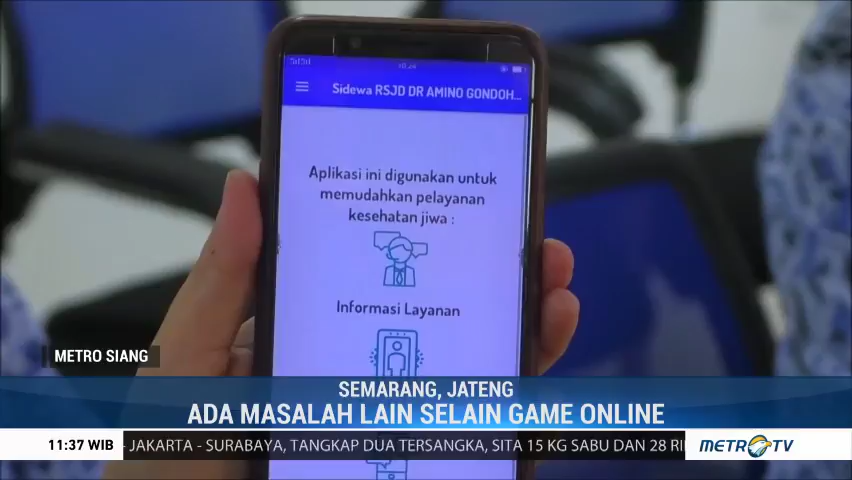 Sidewa RSJD DR AMINO GONDOH...
Aplikasi ini digunakan untuk
memudahkan pelayanan
kesehatan jiwa :
Informasi Layanan
METRO SIANG
SEMARANG, JATENG
ADA MASALAH LAIN SELAIN GAME ONLINE
11:37 WIB
- JAKARTA - SURABAYA, TANGKAP DUA TERSANGKA, SITA 15 KG SABU DAN 28 RI
METRO TV